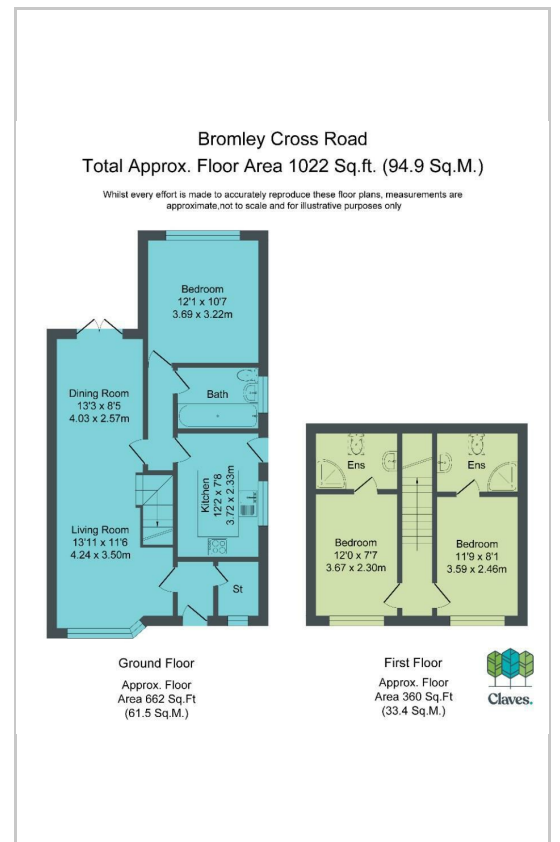 Bromley Cross Road
Total Approx. Floor Area 1022 Sq.ft. (94.9 Sq.M.)
Whilst every effort is made to accurately reproduce these floor plans, measurements are
approximate,not to scale and for illustrative purposes only
Bedroom
12'1 x 10'7
3.69 x 3.22m
Dining Room
13'3 x 8'5
4.03 x 2.57m
Bath
Kitchen
12'2 x 7'8
3.72 x 2.33m
Living Room
13'11 x 11'6
4.24 x 3.50m
St
Ens
Ens
Bedroom
12'0 x 7'7
3.67 x 2.30m
Bedroom
11'9 x 8'1
3.59 x 2.46m
Ground Floor
Approx. Floor
Area 662 Sq.Ft
(61.5 Sq.M.)
First Floor
Approx. Floor
Area 360 Sq.Ft
(33.4 Sq.M.)
Claves.